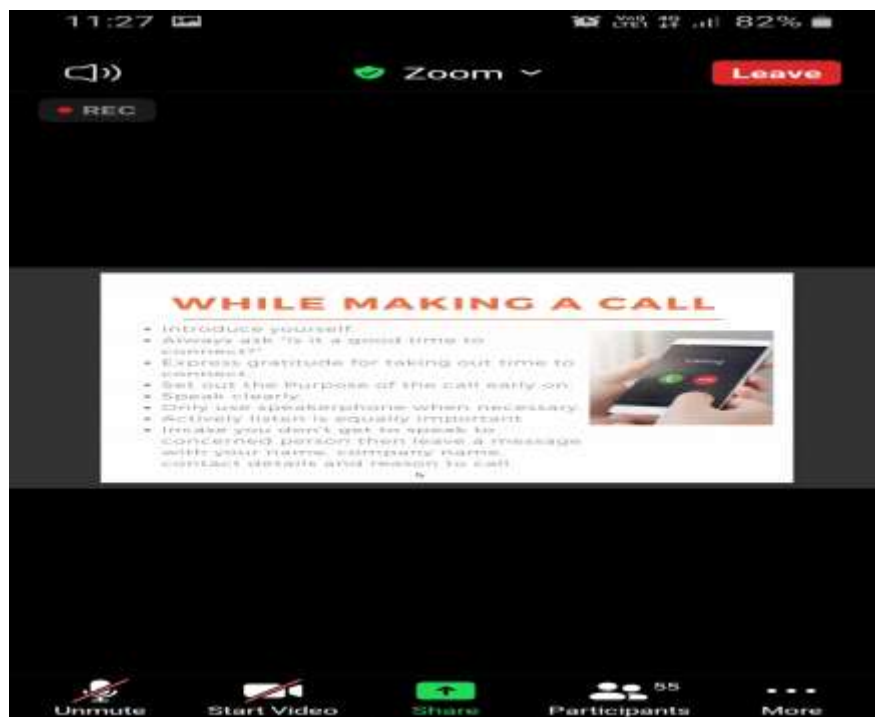 11:27 82%
Zoom Leave
REC
WHILE MAKING A CALL
• Introduce yourself
• Always ask "Is it a good time to
connect?"
• Express gratitude for taking out time to
connect
• Set out the Purpose of the call early on
• Speak clearly
• Only use speakerphone when necessary
• Actively listen is equally important
• Incase you don't get to speak to
concerned person then leave a message
with your name, company name,
contact details and reason to call
5
55
Unmute Start Video Share Participants More